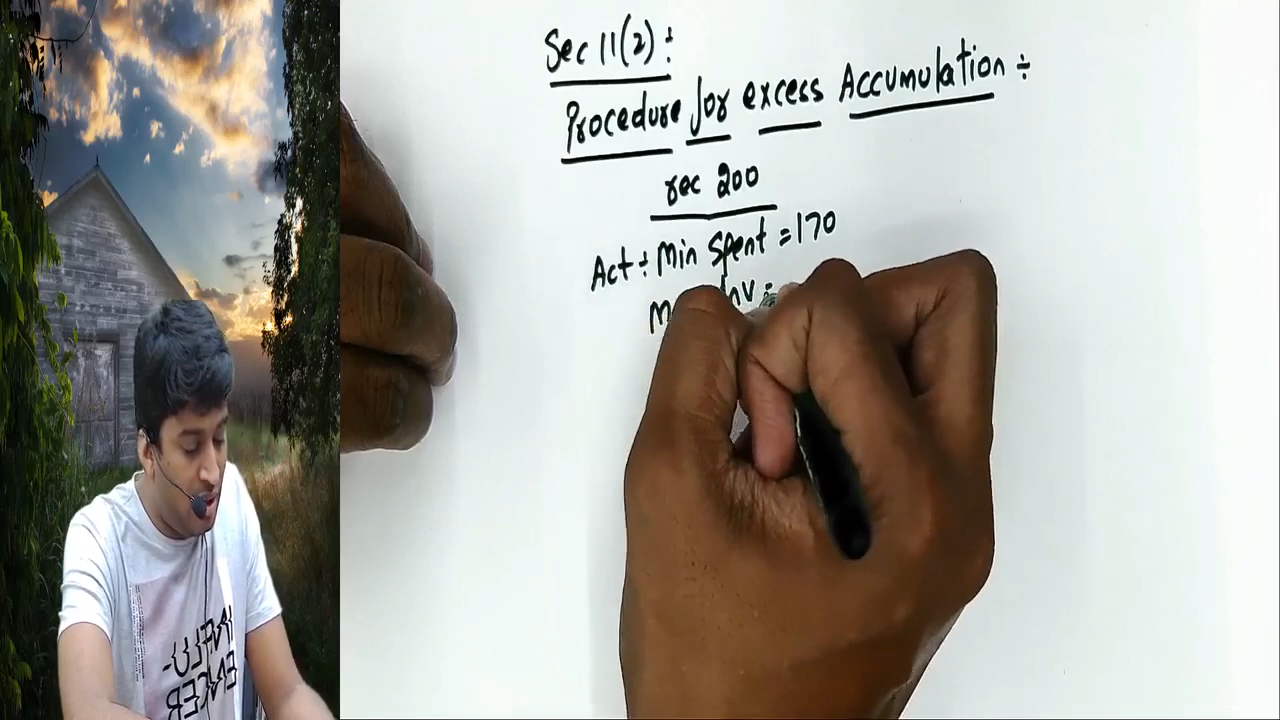 Sec 11(2) ÷
Procedure for excess Accumulation ÷
rec 200
Act ÷ Min Spent = 170